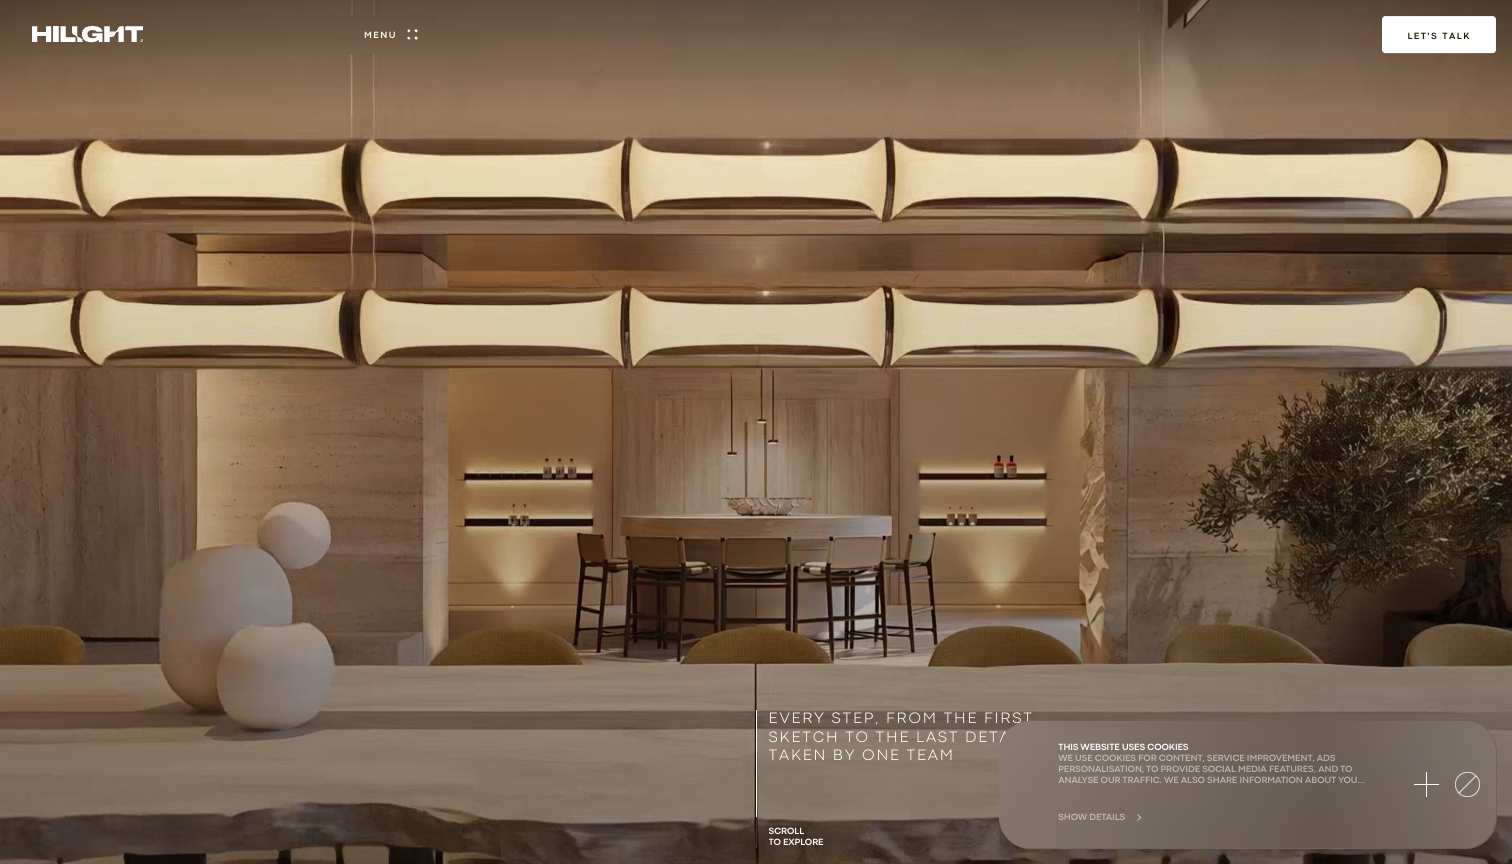 HILLIGHT
MENU
LET'S TALK
EVERY STEP, FROM THE FIRST
SKETCH TO THE LAST
TAKEN BY ONE TEAM
THIS WEBSITE USES COOKIES
WE USE COOKIES FOR CONTENT, SERVICE IMPROVEMENT, ADS
PERSONALISATION, TO PROVIDE SOCIAL MEDIA FEATURES, AND TO
ANALYSE OUR TRAFFIC. WE ALSO SHARE INFORMATION ABOUT YOU...
SHOW DETAILS
SCROLL
TO EXPLORE